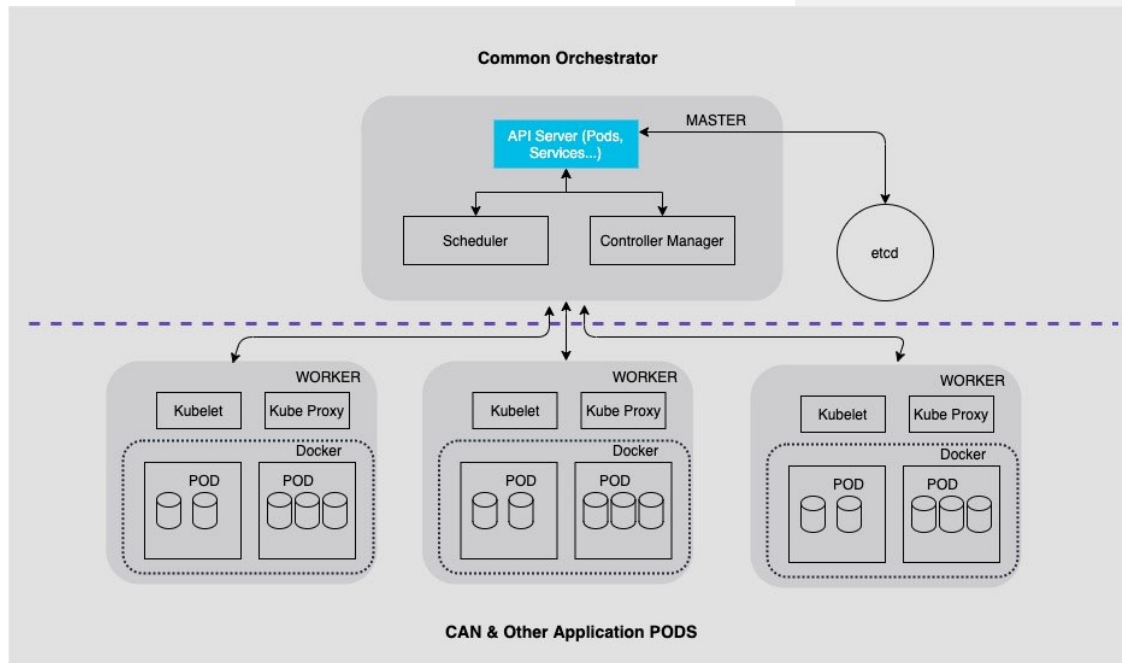 Common Orchestrator
MASTER
API Server (Pods,
Services...)
Scheduler
Controller Manager
etcd
WORKER
Kubelet
Kube Proxy
Docker
POD
POD
WORKER
Kubelet
Kube Proxy
Docker
POD
POD
WORKER
Kubelet
Kube Proxy
Docker
POD
POD
CAN & Other Application PODS